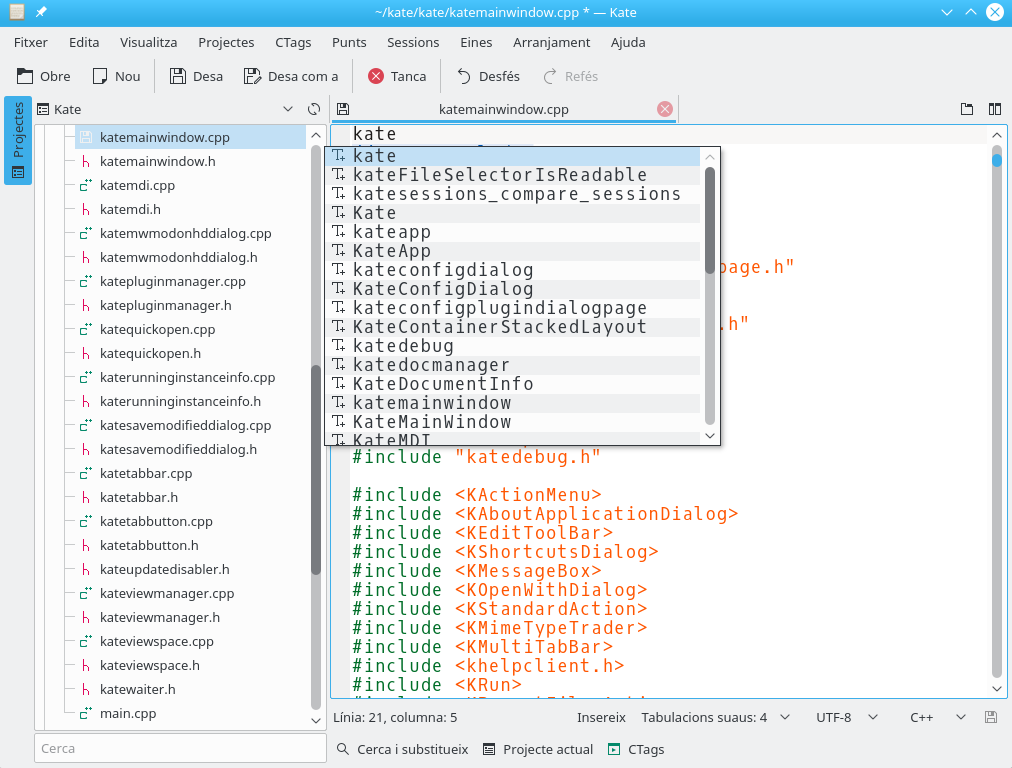 ~/kate/kate/katemainwindow.cpp * — Kate
Fitxer Edita Visualitza Projectes CTags Punts Sessions Eines Arranjament Ajuda
Obre Nou Desa Desa com a Tanca Desfés Refés
Projectes
Kate
katemainwindow.cpp
katemainwindow.cpp
katemainwindow.h
katemdi.cpp
katemdi.h
katemwmodonhddialog.cpp
katemwmodonhddialog.h
katepluginmanager.cpp
katepluginmanager.h
katequickopen.cpp
katequickopen.h
katerunninginstanceinfo.cpp
katerunninginstanceinfo.h
katesavemodifieddialog.cpp
katesavemodifieddialog.h
katetabbar.cpp
katetabbar.h
katetabbutton.cpp
katetabbutton.h
kateupdatedisabler.h
kateviewmanager.cpp
kateviewmanager.h
kateviewspace.cpp
kateviewspace.h
katewaiter.h
main.cpp
Cerca
kate
kate
kateFileSelectorIsReadable
katesessions_compare_sessions
Kate
kateapp
KateApp
kateconfigdialog
KateConfigDialog
kateconfigplugindialogpage
KateContainerStackedLayout
katedebug
katedocmanager
KateDocumentInfo
katemainwindow
KateMainWindow
KateMDI
page.h"
.h"
#include "katedebug.h"
#include <KActionMenu>
#include <KAboutApplicationDialog>
#include <KEditToolBar>
#include <KShortcutsDialog>
#include <KMessageBox>
#include <KOpenWithDialog>
#include <KStandardAction>
#include <KMimeTypeTrader>
#include <KMultiTabBar>
#include <khelpclient.h>
#include <KRun>
Línia: 21, columna: 5 Insereix Tabulacions suaus: 4 UTF-8 C++
Cerca i substitueix Projecte actual CTags